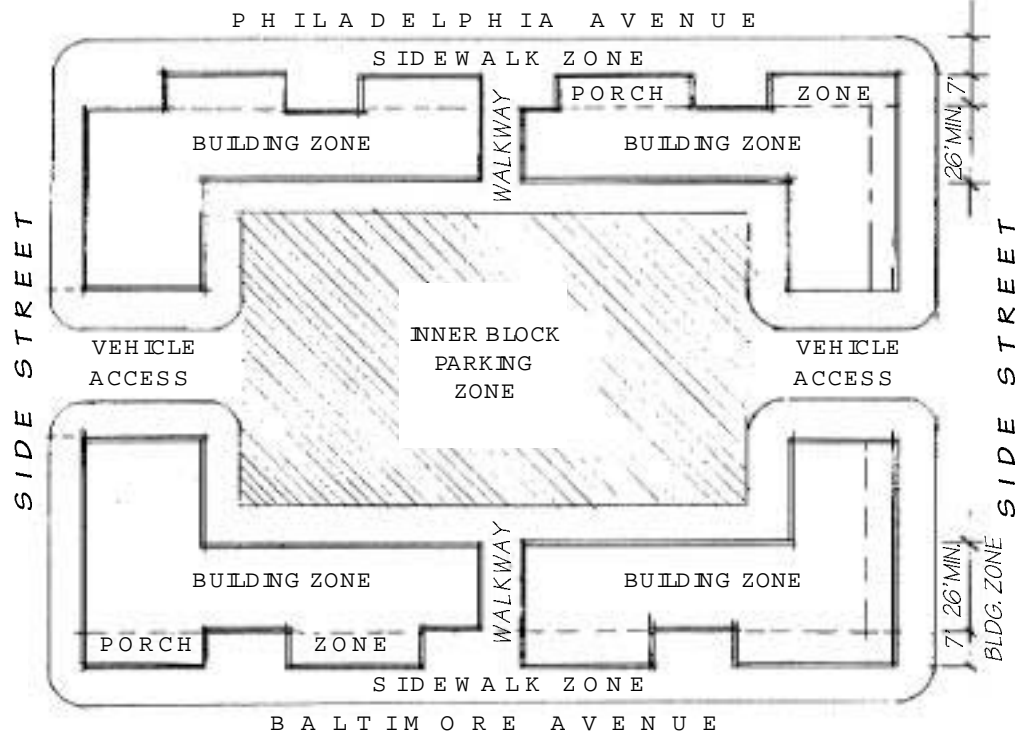 PHILADELPHIA AVENUE
SIDEWALK ZONE
PORCH
ZONE
7'
26' MIN.
BUILDING ZONE
WALKWAY
BUILDING ZONE
SIDE STREET
SIDE STREET
VEHICLE
ACCESS
INNER BLOCK
PARKING
ZONE
VEHICLE
ACCESS
BUILDING ZONE
WALKWAY
BUILDING ZONE
7' 26' MIN.
BLDG. ZONE
PORCH
ZONE
SIDEWALK ZONE
BALTIMORE AVENUE